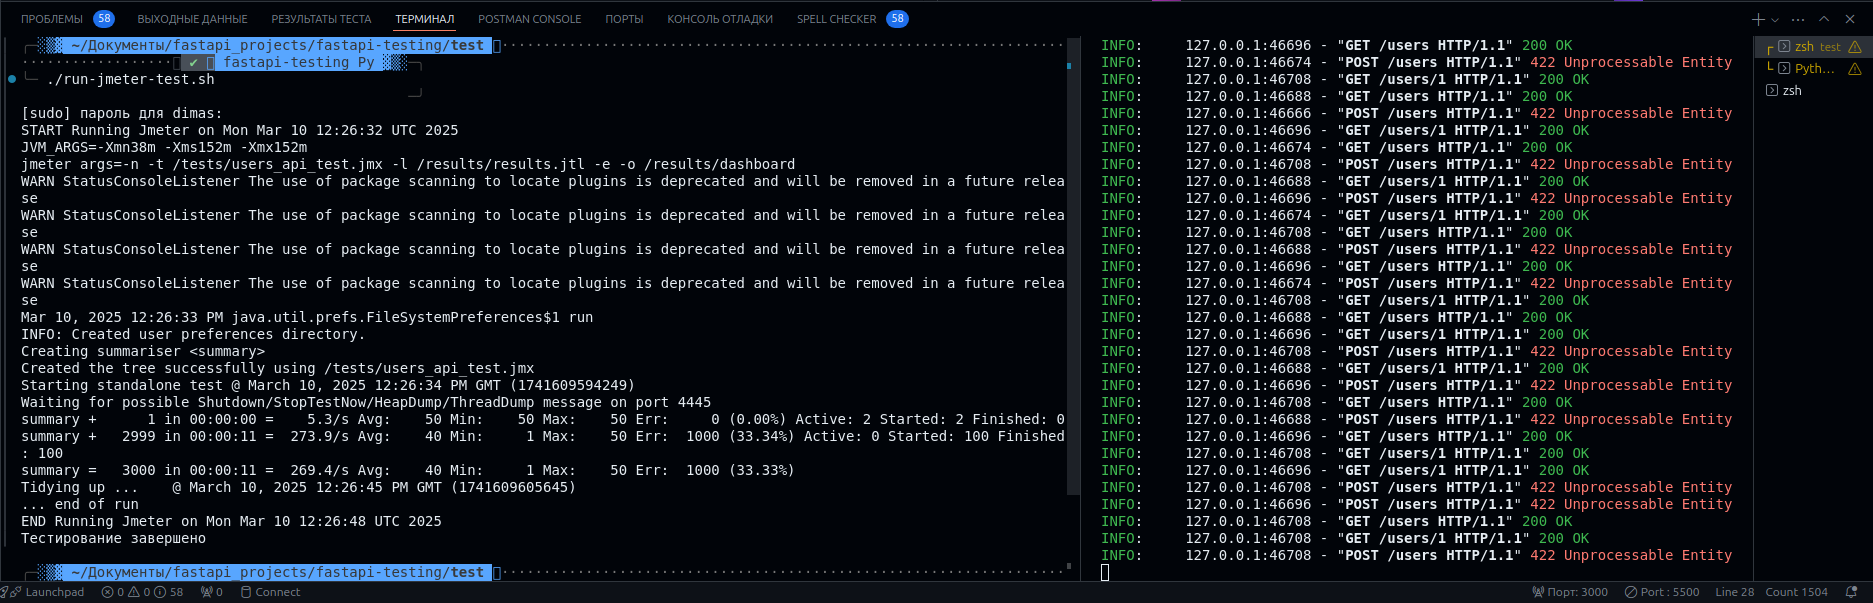 ПРОБЛЕМЫ 58 ВЫХОДНЫЕ ДАННЫЕ РЕЗУЛЬТАТЫ ТЕСТА ТЕРМИНАЛ POSTMAN CONSOLE ПОРТЫ КОНСОЛЬ ОТЛАДКИ SPELL CHECKER 58
~/Документы/fastapi_projects/fastapi-testing/test
✔ fastapi-testing Py
./run-jmeter-test.sh
[sudo] пароль для dimas:
START Running Jmeter on Mon Mar 10 12:26:32 UTC 2025
JVM_ARGS=-Xmn38m -Xms152m -Xmx152m
jmeter args=-n -t /tests/users_api_test.jmx -l /results/results.jtl -e -o /results/dashboard
WARN StatusConsoleListener The use of package scanning to locate plugins is deprecated and will be removed in a future relea
se
WARN StatusConsoleListener The use of package scanning to locate plugins is deprecated and will be removed in a future relea
se
WARN StatusConsoleListener The use of package scanning to locate plugins is deprecated and will be removed in a future relea
se
WARN StatusConsoleListener The use of package scanning to locate plugins is deprecated and will be removed in a future relea
se
Mar 10, 2025 12:26:33 PM java.util.prefs.FileSystemPreferences$1 run
INFO: Created user preferences directory.
Creating summariser <summary>
Created the tree successfully using /tests/users_api_test.jmx
Starting standalone test @ March 10, 2025 12:26:34 PM GMT (1741609594249)
Waiting for possible Shutdown/StopTestNow/HeapDump/ThreadDump message on port 4445
summary +      1 in 00:00:00 =    5.3/s Avg:    50 Min:    50 Max:    50 Err:     0 (0.00%) Active: 2 Started: 2 Finished: 0
summary +   2999 in 00:00:11 =  273.9/s Avg:    40 Min:     1 Max:    50 Err:  1000 (33.34%) Active: 0 Started: 100 Finished
: 100
summary =   3000 in 00:00:11 =  269.4/s Avg:    40 Min:     1 Max:    50 Err:  1000 (33.33%)
Tidying up ...    @ March 10, 2025 12:26:45 PM GMT (1741609605645)
... end of run
END Running Jmeter on Mon Mar 10 12:26:48 UTC 2025
Тестирование завершено
~/Документы/fastapi_projects/fastapi-testing/test
INFO:     127.0.0.1:46696 - "GET /users HTTP/1.1" 200 OK
INFO:     127.0.0.1:46674 - "POST /users HTTP/1.1" 422 Unprocessable Entity
INFO:     127.0.0.1:46708 - "GET /users/1 HTTP/1.1" 200 OK
INFO:     127.0.0.1:46688 - "GET /users HTTP/1.1" 200 OK
INFO:     127.0.0.1:46666 - "POST /users HTTP/1.1" 422 Unprocessable Entity
INFO:     127.0.0.1:46696 - "GET /users/1 HTTP/1.1" 200 OK
INFO:     127.0.0.1:46674 - "GET /users HTTP/1.1" 200 OK
INFO:     127.0.0.1:46708 - "POST /users HTTP/1.1" 422 Unprocessable Entity
INFO:     127.0.0.1:46688 - "GET /users/1 HTTP/1.1" 200 OK
INFO:     127.0.0.1:46696 - "POST /users HTTP/1.1" 422 Unprocessable Entity
INFO:     127.0.0.1:46674 - "GET /users/1 HTTP/1.1" 200 OK
INFO:     127.0.0.1:46708 - "GET /users HTTP/1.1" 200 OK
INFO:     127.0.0.1:46688 - "POST /users HTTP/1.1" 422 Unprocessable Entity
INFO:     127.0.0.1:46696 - "GET /users HTTP/1.1" 200 OK
INFO:     127.0.0.1:46674 - "POST /users HTTP/1.1" 422 Unprocessable Entity
INFO:     127.0.0.1:46708 - "GET /users/1 HTTP/1.1" 200 OK
INFO:     127.0.0.1:46688 - "GET /users HTTP/1.1" 200 OK
INFO:     127.0.0.1:46696 - "GET /users/1 HTTP/1.1" 200 OK
INFO:     127.0.0.1:46708 - "POST /users HTTP/1.1" 422 Unprocessable Entity
INFO:     127.0.0.1:46688 - "GET /users/1 HTTP/1.1" 200 OK
INFO:     127.0.0.1:46696 - "POST /users HTTP/1.1" 422 Unprocessable Entity
INFO:     127.0.0.1:46708 - "GET /users HTTP/1.1" 200 OK
INFO:     127.0.0.1:46688 - "POST /users HTTP/1.1" 422 Unprocessable Entity
INFO:     127.0.0.1:46696 - "GET /users HTTP/1.1" 200 OK
INFO:     127.0.0.1:46708 - "GET /users/1 HTTP/1.1" 200 OK
INFO:     127.0.0.1:46696 - "GET /users/1 HTTP/1.1" 200 OK
INFO:     127.0.0.1:46708 - "POST /users HTTP/1.1" 422 Unprocessable Entity
INFO:     127.0.0.1:46696 - "POST /users HTTP/1.1" 422 Unprocessable Entity
INFO:     127.0.0.1:46708 - "GET /users HTTP/1.1" 200 OK
INFO:     127.0.0.1:46708 - "GET /users/1 HTTP/1.1" 200 OK
INFO:     127.0.0.1:46708 - "POST /users HTTP/1.1" 422 Unprocessable Entity
zsh test
Pyth...
zsh
Launchpad 0 0 58 0 Connect Порт: 3000 Port : 5500 Line 28 Count 1504